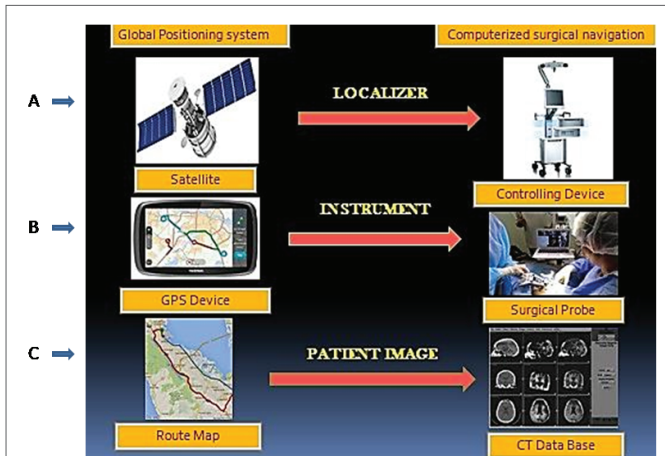 Global Positioning system
Computerized surgical navigation
A
LOCALIZER
Satellite
Controlling Device
B
INSTRUMENT
GPS Device
Surgical Probe
C
PATIENT IMAGE
Route Map
CT Data Base